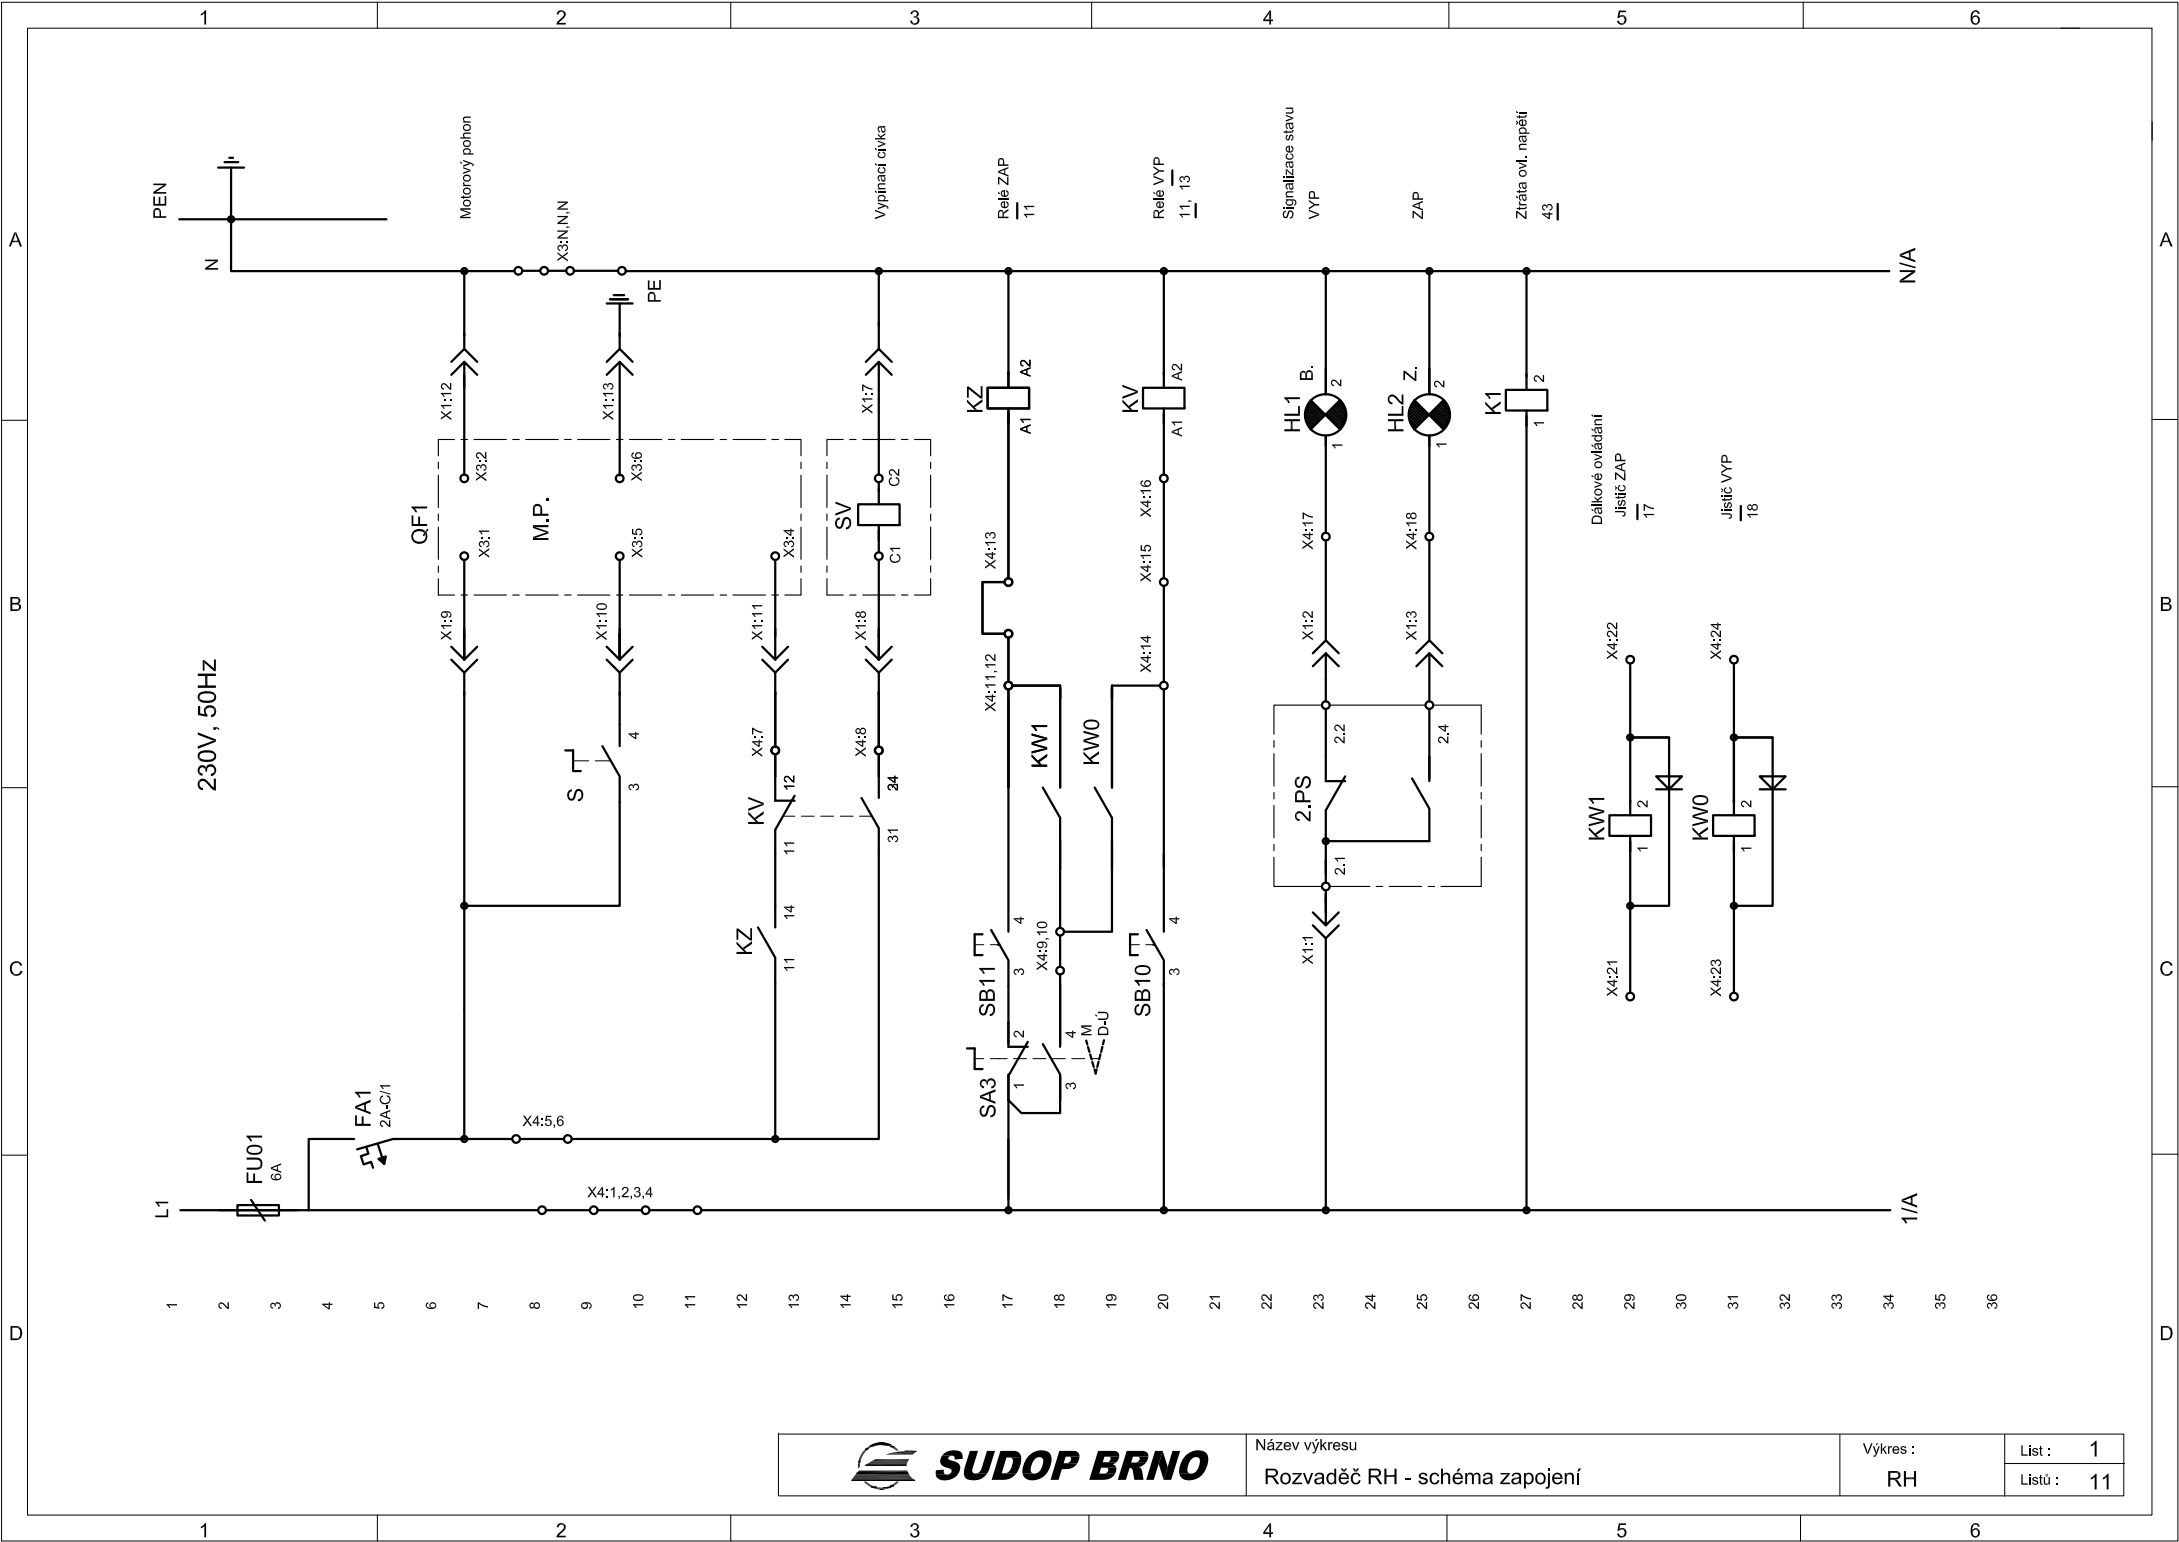 1 2 3 4 5 6
A
B
C
D
PEN
N
Motorový pohon
X3:N,N,N
PE
Vypínací cívka
Relé ZAP
11
Relé VYP
11, 13
Signalizace stavu
VYP
ZAP
Ztráta ovl. napětí
43
N/A
230V, 50Hz
X1:12
X1:13
X1:7
QF1
X3:2
X3:6
M.P.
X3:1
X3:5
X3:4
SV
C2
C1
X1:9
X1:10
X1:11
X1:8
S
4
3
X4:7
X4:8
KV
12
11
34
31
KZ
14
11
KZ
A2
A1
KV
A2
A1
X4:13
X4:16
X4:15
X4:11,12
X4:14
KW1
KW0
SB11
4
3
X4:9,10
SB10
4
3
SA3
2
1
4
3
M
D-Ú
HL1
B.
2
1
HL2
Z.
2
1
K1
2
1
X4:17
X4:18
X1:2
X1:3
2.PS
2.2
2.4
2.1
X1:1
Dálkové ovládání
Jistič ZAP
17
Jistič VYP
18
X4:22
X4:24
KW1
2
1
KW0
2
1
X4:21
X4:23
FA1
2A-C/1
FU01
6A
X4:5,6
L1
X4:1,2,3,4
1/A
1 2 3 4 5 6 7 8 9 10 11 12 13 14 15 16 17 18 19 20 21 22 23 24 25 26 27 28 29 30 31 32 33 34 35 36
A
B
C
D
SUDOP BRNO
Název výkresu
Rozvaděč RH - schéma zapojení
Výkres :
RH
List : 1
Listů : 11
1 2 3 4 5 6